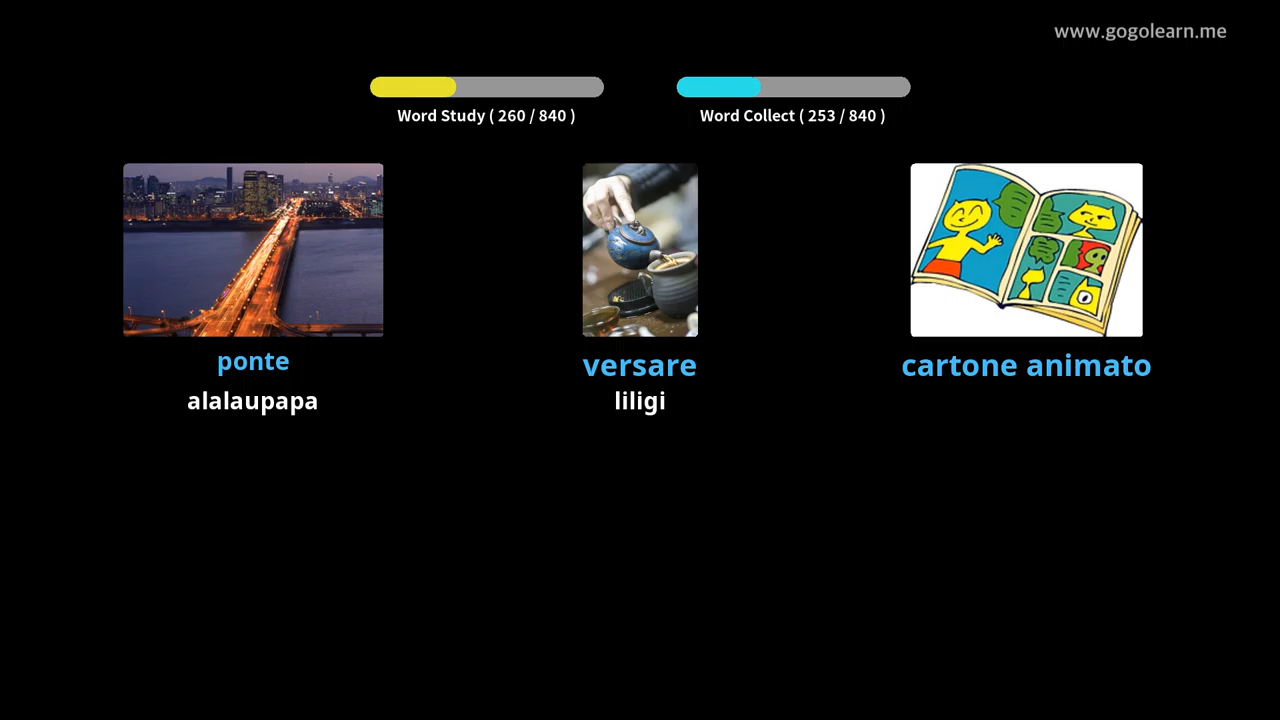 www.gogolearn.me
Word Study ( 260 / 840 )
Word Collect ( 253 / 840 )
ponte
versare
cartone animato
alalaupapa
liligi